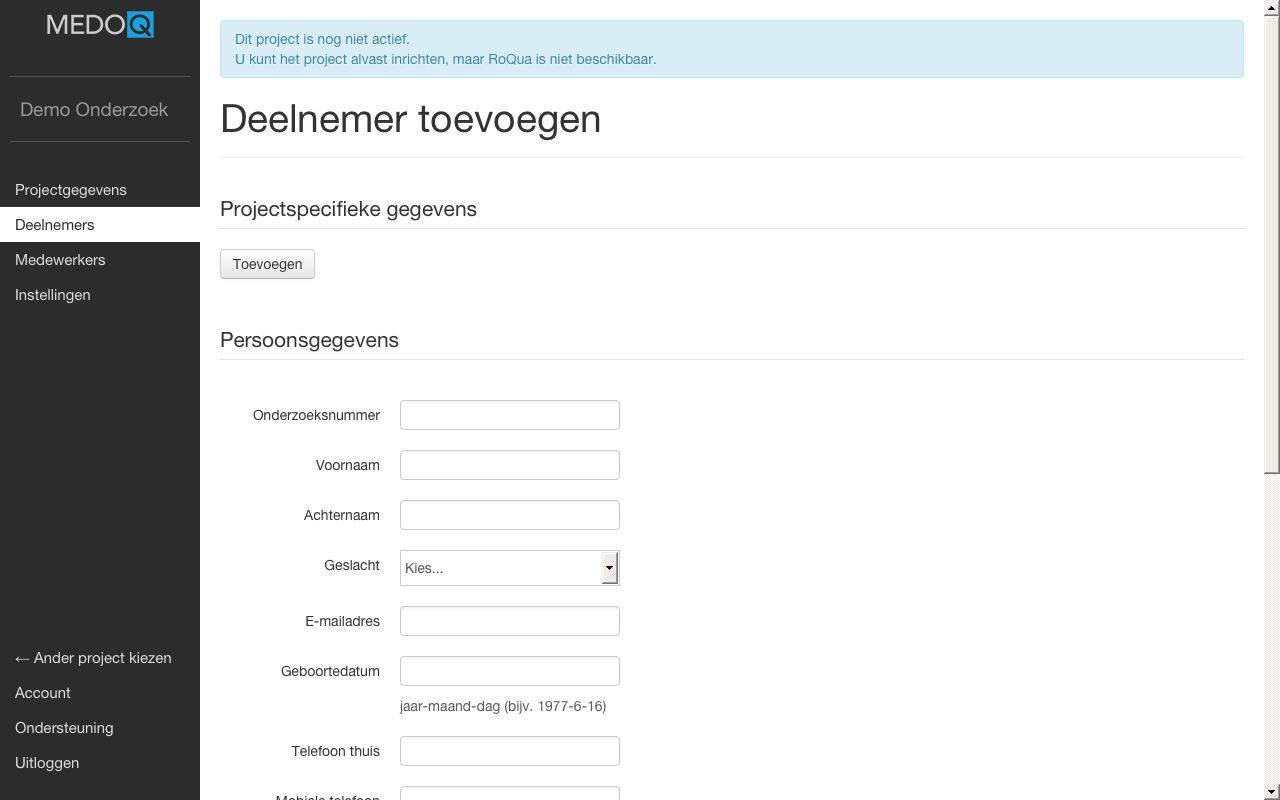 MEDOQ
Demo Onderzoek
Projectgegevens
Deelnemers
Medewerkers
Instellingen
← Ander project kiezen
Account
Ondersteuning
Uitloggen
Dit project is nog niet actief.
U kunt het project alvast inrichten, maar RoQua is niet beschikbaar.
Deelnemer toevoegen
Projectspecifieke gegevens
Toevoegen
Persoonsgegevens
Onderzoeksnummer
Voornaam
Achternaam
Geslacht
Kies...
E-mailadres
Geboortedatum
jaar-maand-dag (bijv. 1977-6-16)
Telefoon thuis
Mobiele telefoon